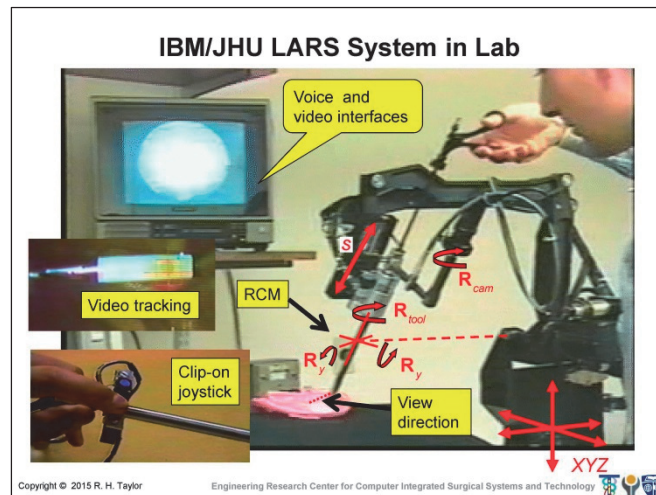 IBM/JHU LARS System in Lab
Voice and
video interfaces
S
R cam
Video tracking
RCM
R tool
R y
R y
Clip-on
joystick
View
direction
XYZ
Copyright © 2015 R. H. Taylor
Engineering Research Center for Computer Integrated Surgical Systems and Technology